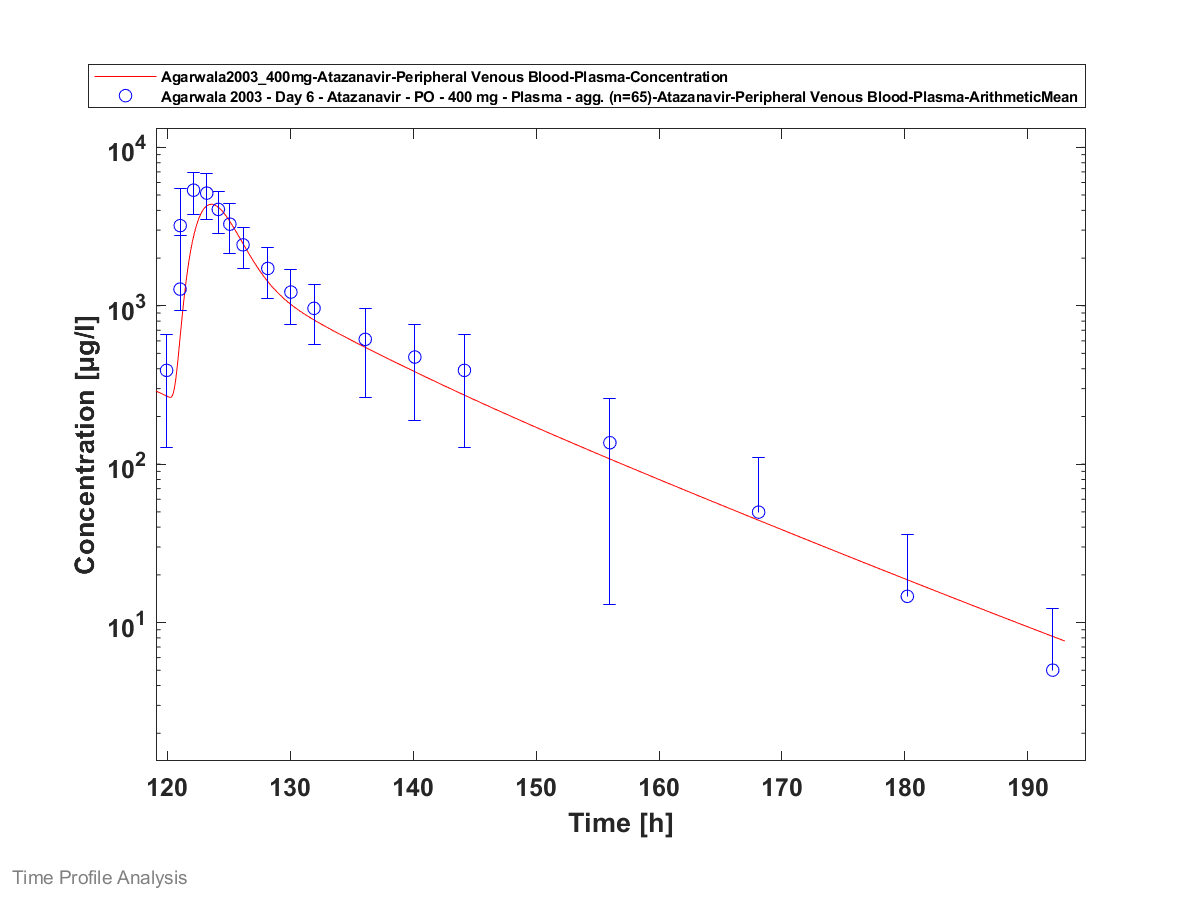 Agarwala2003_400mg-Atazanavir-Peripheral Venous Blood-Plasma-Concentration
Agarwala 2003 - Day 6 - Atazanavir - PO - 400 mg - Plasma - agg. (n=65)-Atazanavir-Peripheral Venous Blood-Plasma-ArithmeticMean
10^4
10^3
10^2
10^1
Concentration [µg/l]
120 130 140 150 160 170 180 190
Time [h]
Time Profile Analysis